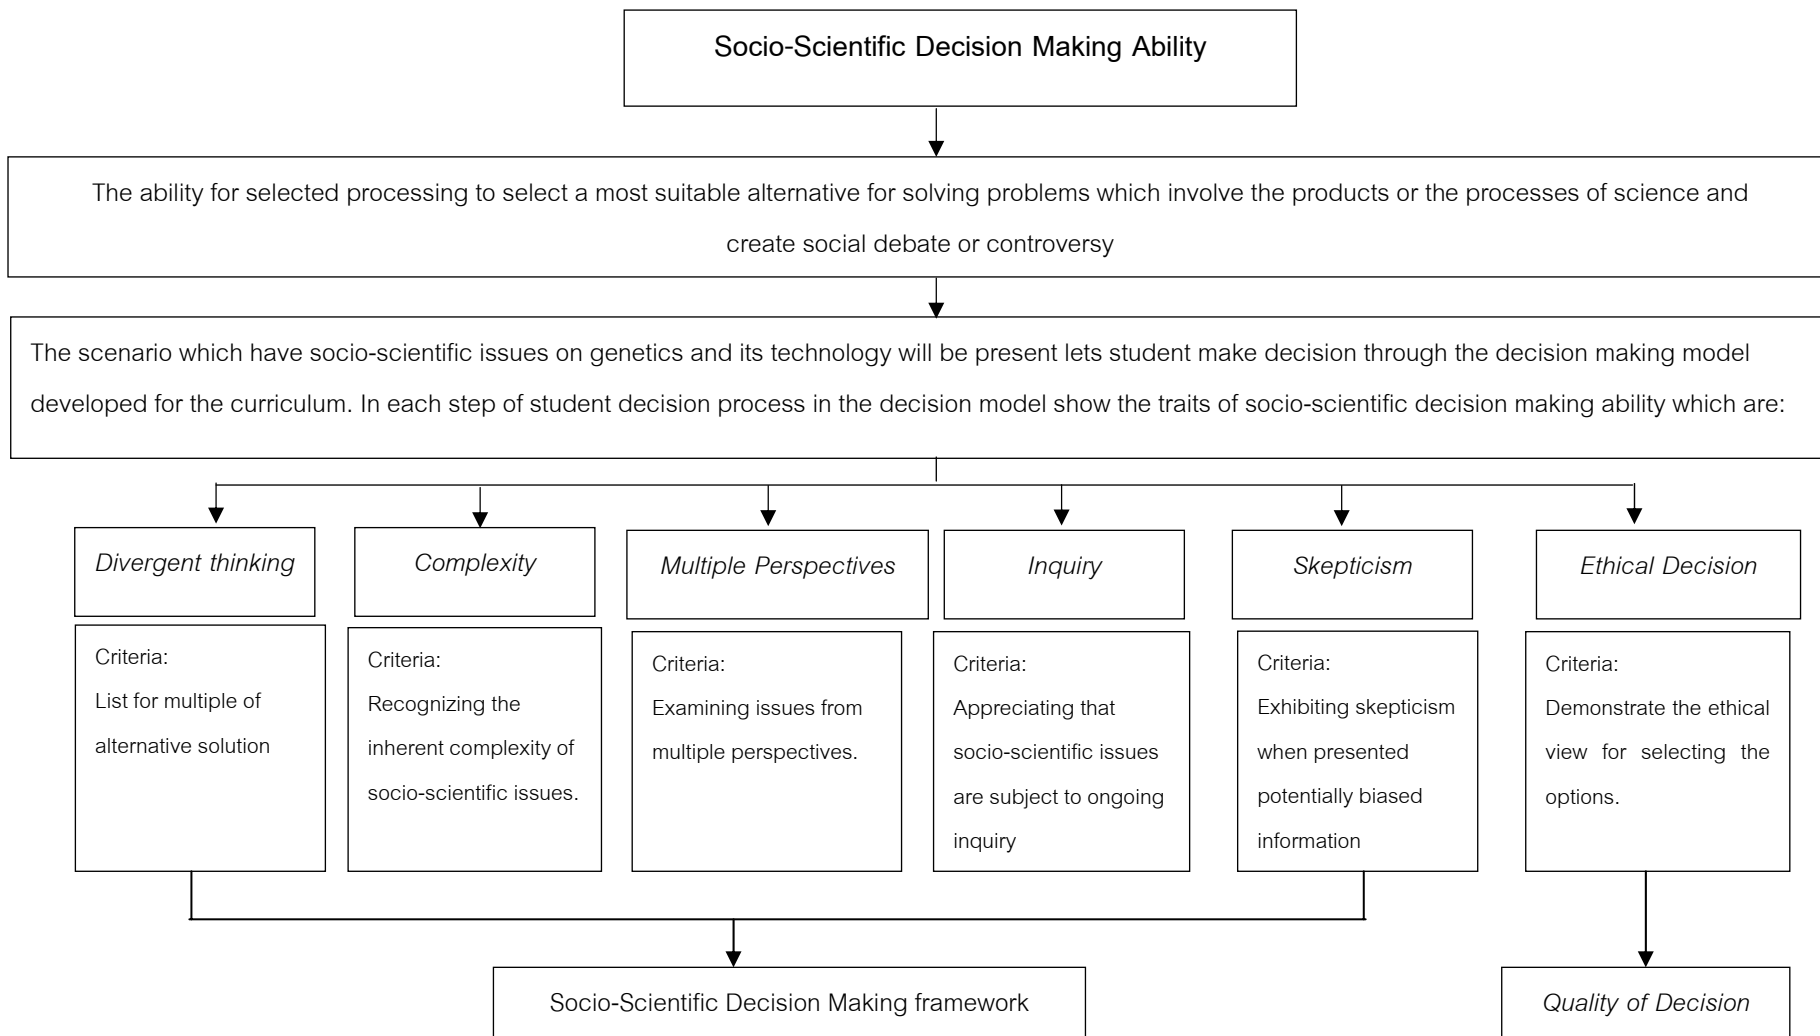 Socio-Scientific Decision Making Ability
The ability for selected processing to select a most suitable alternative for solving problems which involve the products or the processes of science and
create social debate or controversy
The scenario which have socio-scientific issues on genetics and its technology will be present lets student make decision through the decision making model
developed for the curriculum. In each step of student decision process in the decision model show the traits of socio-scientific decision making ability which are:
Divergent thinking
Complexity
Multiple Perspectives
Inquiry
Skepticism
Ethical Decision
Criteria:
List for multiple of
alternative solution
Criteria:
Recognizing the
inherent complexity of
socio-scientific issues.
Criteria:
Examining issues from
multiple perspectives.
Criteria:
Appreciating that
socio-scientific issues
are subject to ongoing
inquiry
Criteria:
Exhibiting skepticism
when presented
potentially biased
information
Criteria:
Demonstrate the ethical
view for selecting the
options.
Socio-Scientific Decision Making framework
Quality of Decision